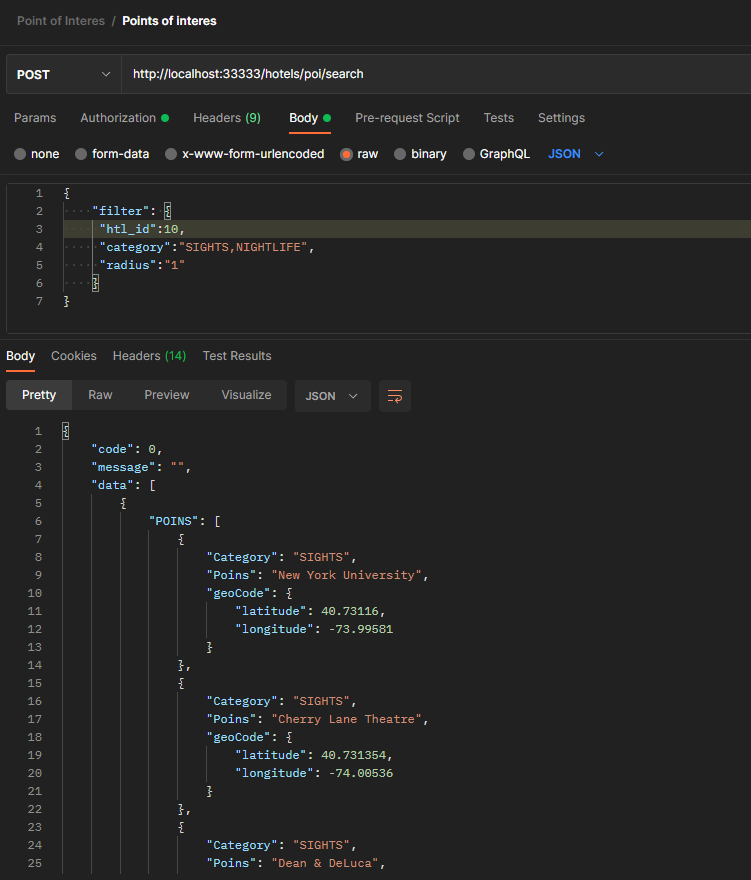 Point of Interes / Points of interes
POST http://localhost:33333/hotels/poi/search
Params Authorization Headers (9) Body Pre-request Script Tests Settings
none form-data x-www-form-urlencoded raw binary GraphQL JSON
1 {
2 "filter": {
3 "htl_id":10,
4 "category":"SIGHTS,NIGHTLIFE",
5 "radius":"1"
6 }
7 }
Body Cookies Headers (14) Test Results
Pretty Raw Preview Visualize JSON
1 {
2 "code": 0,
3 "message": "",
4 "data": [
5 {
6 "POINS": [
7 {
8 "Category": "SIGHTS",
9 "Poins": "New York University",
10 "geoCode": {
11 "latitude": 40.73116,
12 "longitude": -73.99581
13 }
14 },
15 {
16 "Category": "SIGHTS",
17 "Poins": "Cherry Lane Theatre",
18 "geoCode": {
19 "latitude": 40.731354,
20 "longitude": -74.00536
21 }
22 },
23 {
24 "Category": "SIGHTS",
25 "Poins": "Dean & DeLuca",